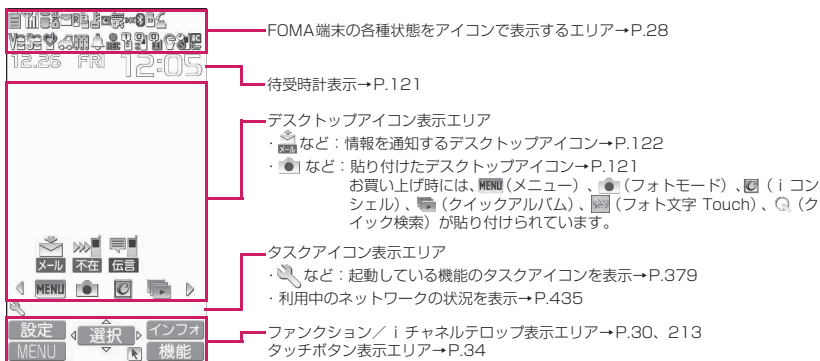 FOMA端末の各種状態をアイコンで表示するエリア→P.28
12.26 FRI 12:05
待受時計表示→P.121
デスクトップアイコン表示エリア
・ メール など：情報を通知するデスクトップアイコン→P.122
・ など：貼り付けたデスクトップアイコン→P.121
お買い上げ時には、MENU（メニュー）、（フォトモード）、（ｉコン
シェル）、（クイックアルバム）、（フォト文字 Touch）、（ク
イック検索）が貼り付けられています。
メール 不在 伝言
MENU
タスクアイコン表示エリア
・ など：起動している機能のタスクアイコンを表示→P.379
・利用中のネットワークの状況を表示→P.435
設定 選択 インフォ
MENU 機能
ファンクション／ｉチャネルテロップ表示エリア→P.30、213
タッチボタン表示エリア→P.34